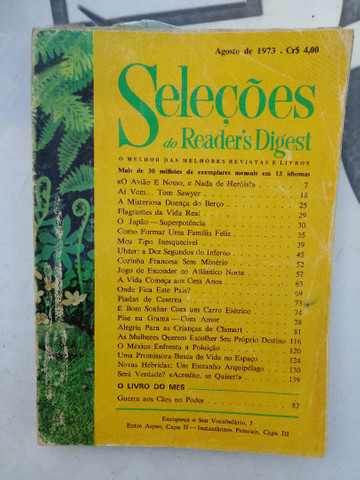 Agosto de 1973 . Cr$ 4,00
Seleções
do Reader's Digest
O MELHOR DAS MELHORES REVISTAS E LIVROS
Mais de 30 milhões de exemplares mensais em 13 idiomas
«O Avião É Nosso, e Nada de Heróis!» 7
Aí Vem... Tom Sawyer 14
A Misteriosa Doença do Berço 25
Flagrantes da Vida Real 29
O Japão — Superpotência 30
Como Formar Uma Família Feliz 35
Meu Tipo Inesquecível 39
Ulster: a Dez Segundos do Inferno 45
Cozinha Francesa Sem Mistério 52
Jogo de Esconder no Atlântico Norte 57
A Vida Começa aos Cem Anos 63
Onde Fica Este País? 69
Piadas de Caserna 73
É Bom Sonhar Com um Carro Elétrico 74
Pise na Grama — Com Amor 78
Alegria Para as Crianças de Clamart 81
As Mulheres Querem Escolher Seu Próprio Destino 116
O México Enfrenta a Poluição 120
Uma Promissora Busca de Vida no Espaço 124
Novas Hébridas: Um Estranho Arquipélago 130
Será Verdade? «Acredite, se Quiser!» 139
O LIVRO DO MÊS
Guerra aos Cães no Poder 87
Enriqueça o Seu Vocabulário, 3
Entre Aspas, Capa II — Instantâneos Pessoais, Capa III